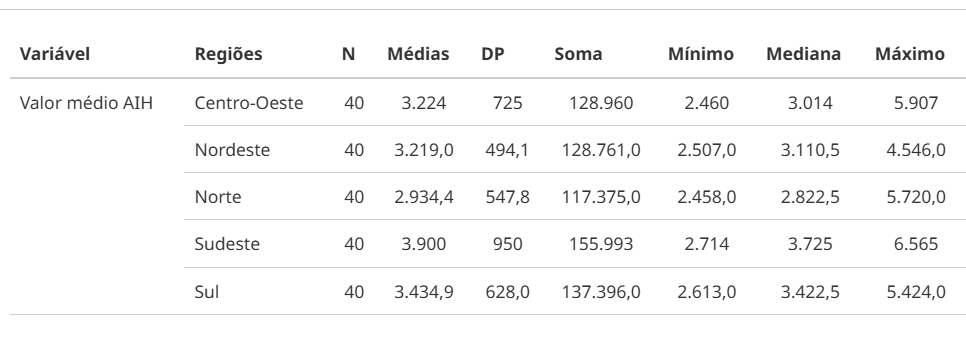 Variável Regiões N Médias DP Soma Mínimo Mediana Máximo
Valor médio AIH Centro-Oeste 40 3.224 725 128.960 2.460 3.014 5.907
Nordeste 40 3.219,0 494,1 128.761,0 2.507,0 3.110,5 4.546,0
Norte 40 2.934,4 547,8 117.375,0 2.458,0 2.822,5 5.720,0
Sudeste 40 3.900 950 155.993 2.714 3.725 6.565
Sul 40 3.434,9 628,0 137.396,0 2.613,0 3.422,5 5.424,0